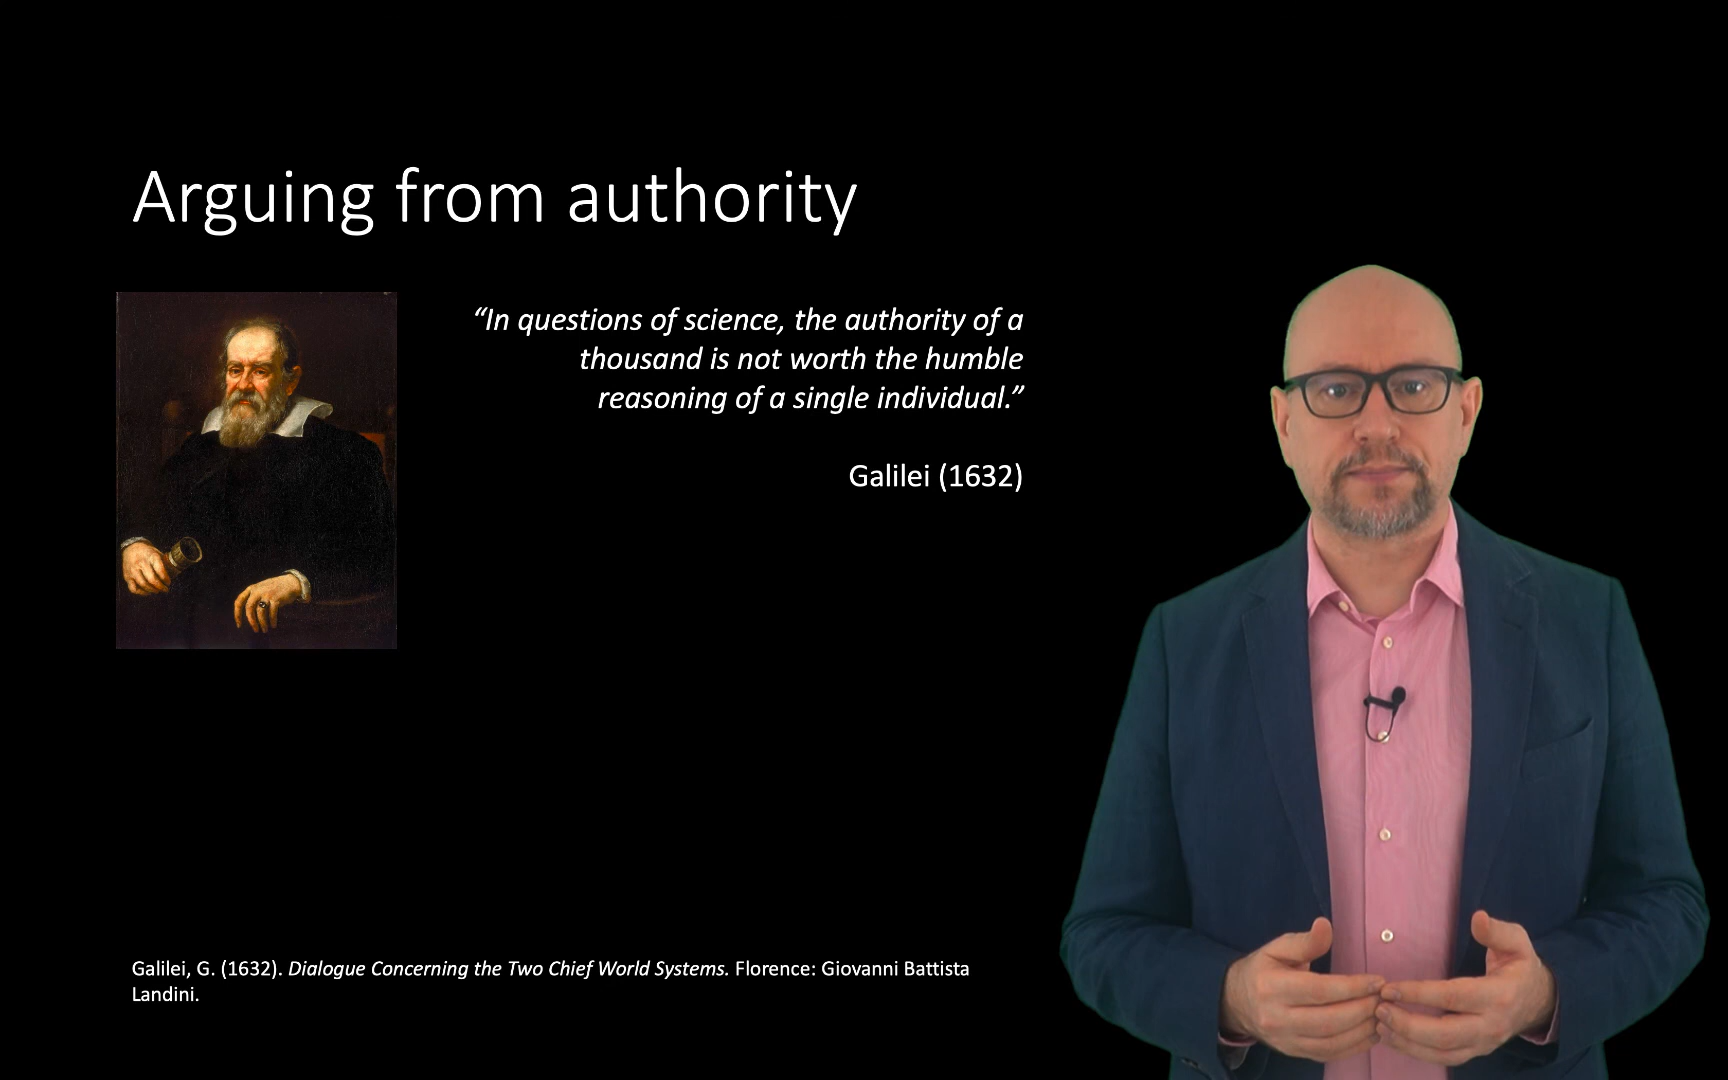 Arguing from authority
“In questions of science, the authority of a
thousand is not worth the humble
reasoning of a single individual.”
Galilei (1632)
Galilei, G. (1632). Dialogue Concerning the Two Chief World Systems. Florence: Giovanni Battista
Landini.